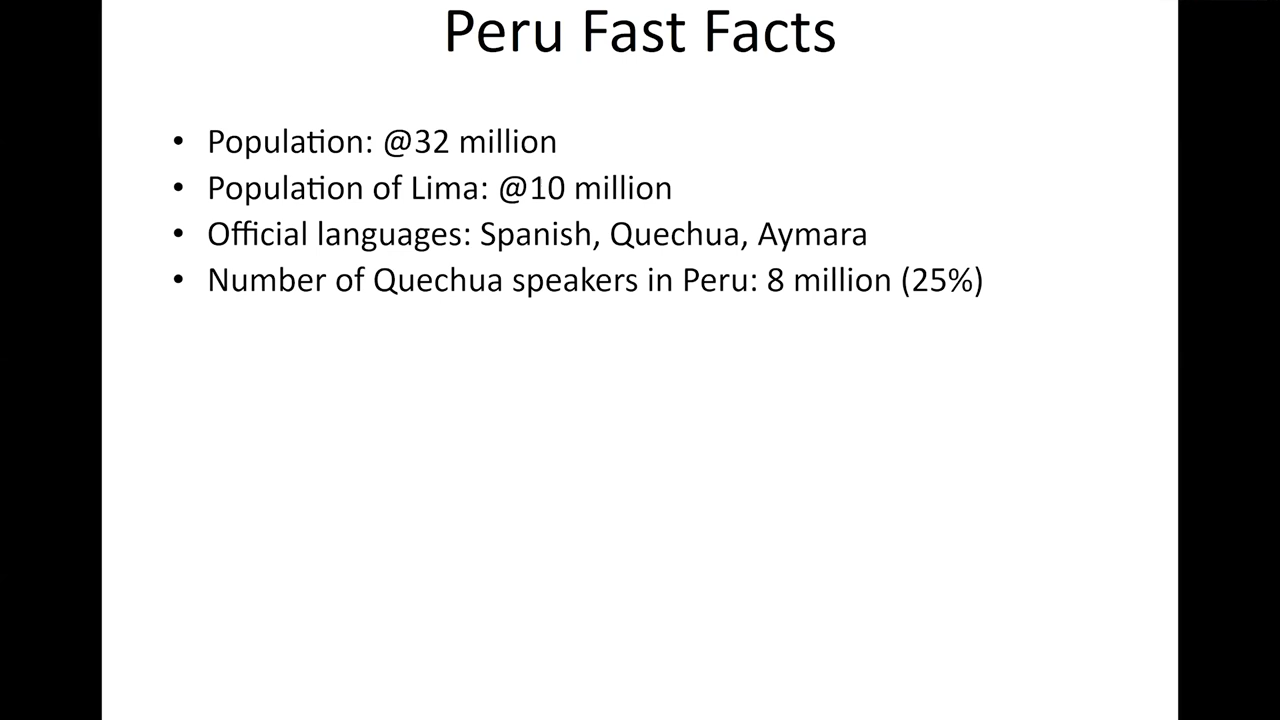 Peru Fast Facts
• Population: @32 million
• Population of Lima: @10 million
• Official languages: Spanish, Quechua, Aymara
• Number of Quechua speakers in Peru: 8 million (25%)